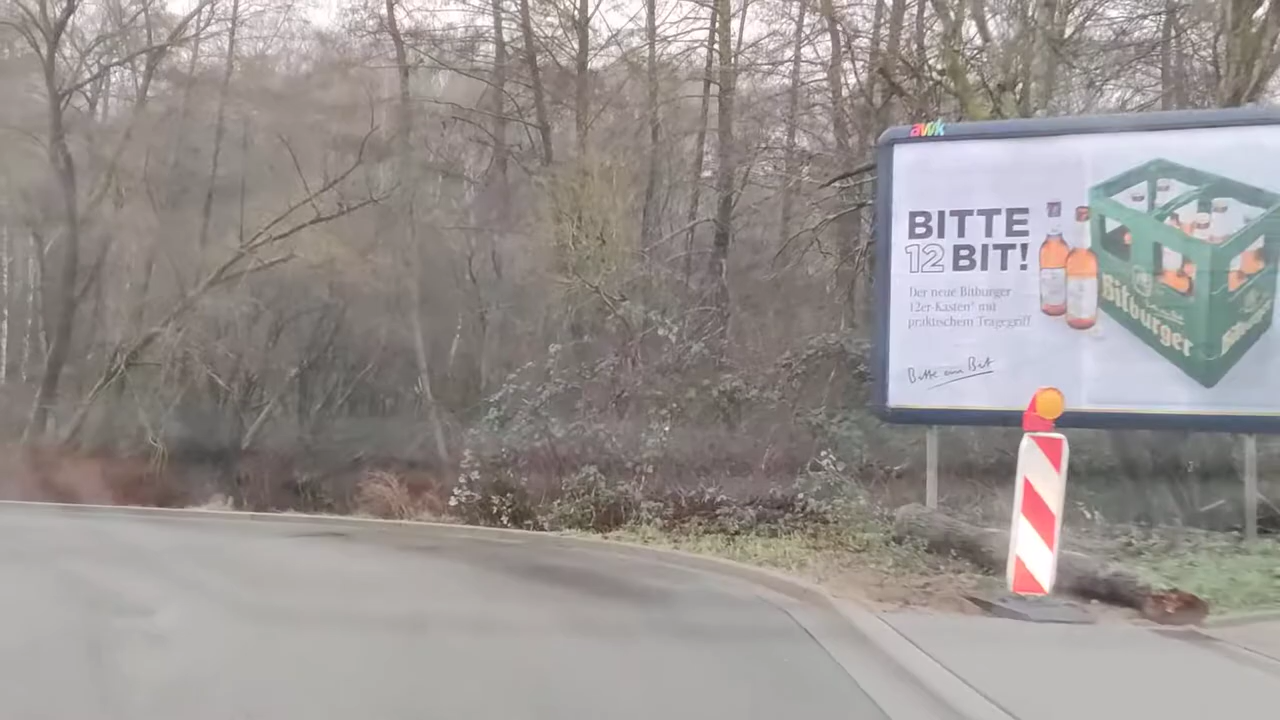 awk
BITTE
12 BIT!
Der neue Bitburger
12er-Kasten* mit
praktischem Tragegriff
Bitte ein Bit
Bitburger